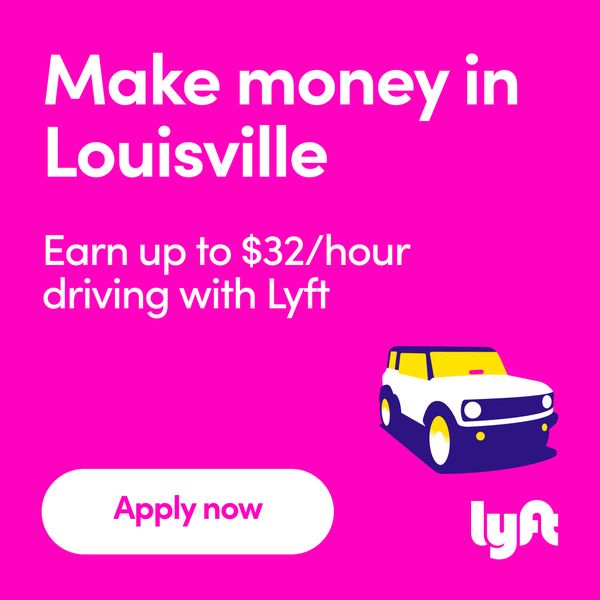 Make money in
Louisville
Earn up to $32/hour
driving with Lyft
Apply now
lyft